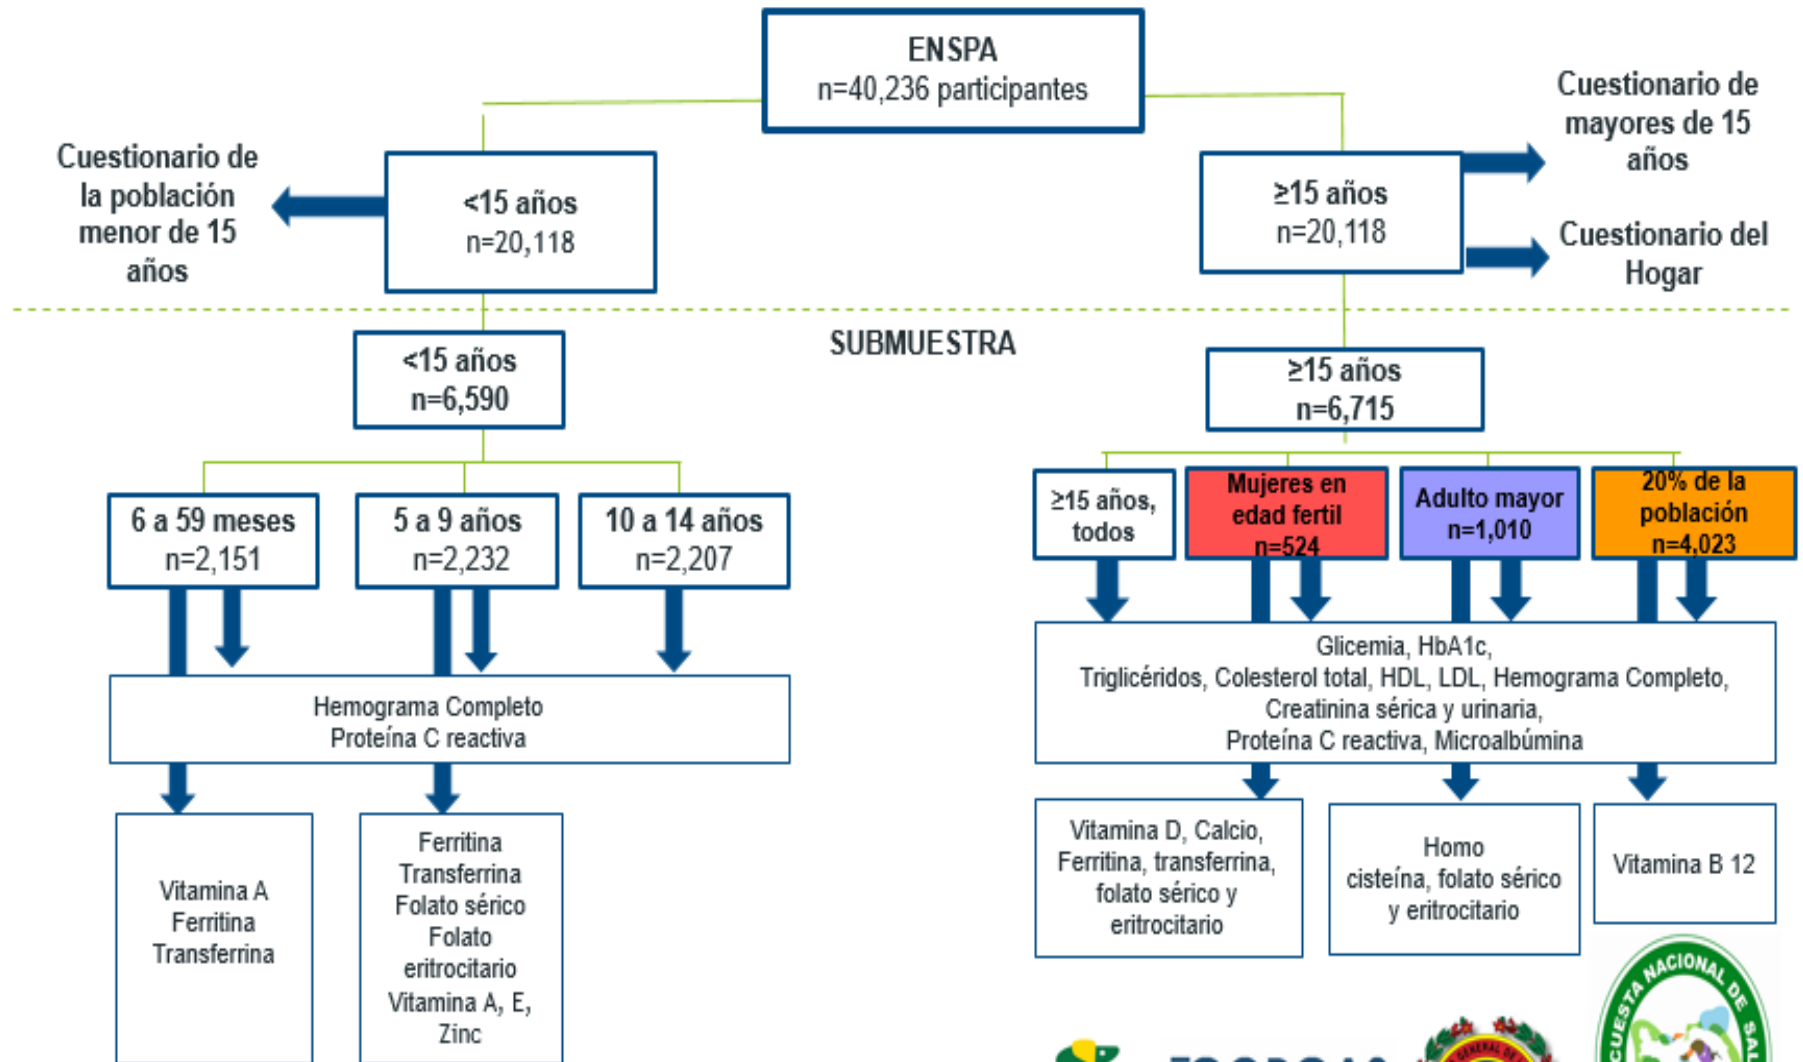 ENSPA
n=40,236 participantes
Cuestionario de
la población
menor de 15
años
<15 años
n=20,118
≥15 años
n=20,118
Cuestionario de
mayores de 15
años
Cuestionario del
Hogar
SUBMUESTRA
<15 años
n=6,590
≥15 años
n=6,715
6 a 59 meses
n=2,151
5 a 9 años
n=2,232
10 a 14 años
n=2,207
≥15 años,
todos
Mujeres en
edad fertil
n=524
Adulto mayor
n=1,010
20% de la
población
n=4,023
Hemograma Completo
Proteína C reactiva
Glicemia, HbA1c,
Triglicéridos, Colesterol total, HDL, LDL, Hemograma Completo,
Creatinina sérica y urinaria,
Proteína C reactiva, Microalbúmina
Vitamina A
Ferritina
Transferrina
Ferritina
Transferrina
Folato sérico
Folato
eritrocitario
Vitamina A, E,
Zinc
Vitamina D, Calcio,
Ferritina, transferrina,
folato sérico y
eritrocitario
Homo
cisteína, folato sérico
y eritrocitario
Vitamina B 12
NACIONAL DE